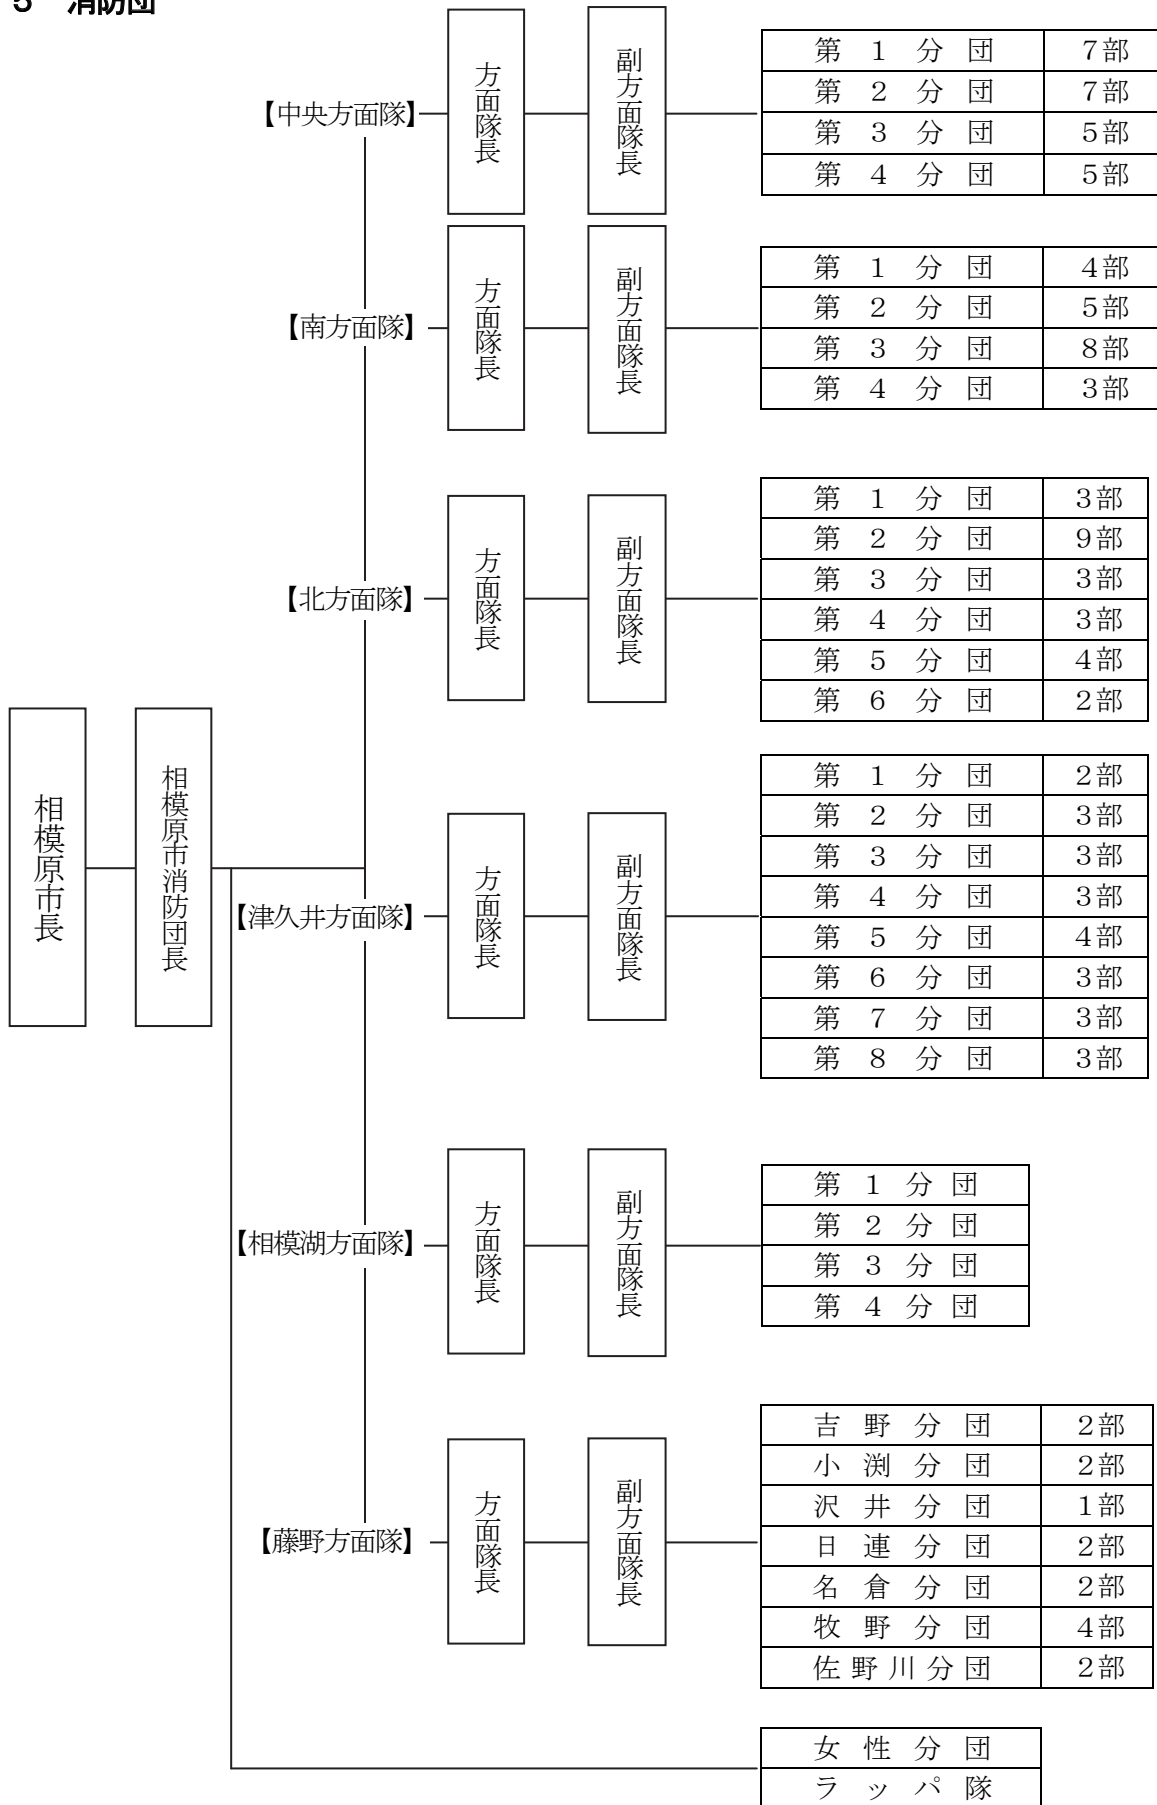 5　消防団
【中央方面隊】
方面隊長
副方面隊長
第１分団　７部
第２分団　７部
第３分団　５部
第４分団　５部
【南方面隊】
方面隊長
副方面隊長
第１分団　４部
第２分団　５部
第３分団　８部
第４分団　３部
【北方面隊】
方面隊長
副方面隊長
第１分団　３部
第２分団　９部
第３分団　３部
第４分団　３部
第５分団　４部
第６分団　２部
相模原市長
相模原市消防団長
【津久井方面隊】
方面隊長
副方面隊長
第１分団　２部
第２分団　３部
第３分団　３部
第４分団　３部
第５分団　４部
第６分団　３部
第７分団　３部
第８分団　３部
【相模湖方面隊】
方面隊長
副方面隊長
第１分団
第２分団
第３分団
第４分団
【藤野方面隊】
方面隊長
副方面隊長
吉野分団　２部
小渕分団　２部
沢井分団　１部
日連分団　２部
名倉分団　２部
牧野分団　４部
佐野川分団　２部
女性分団
ラッパ隊